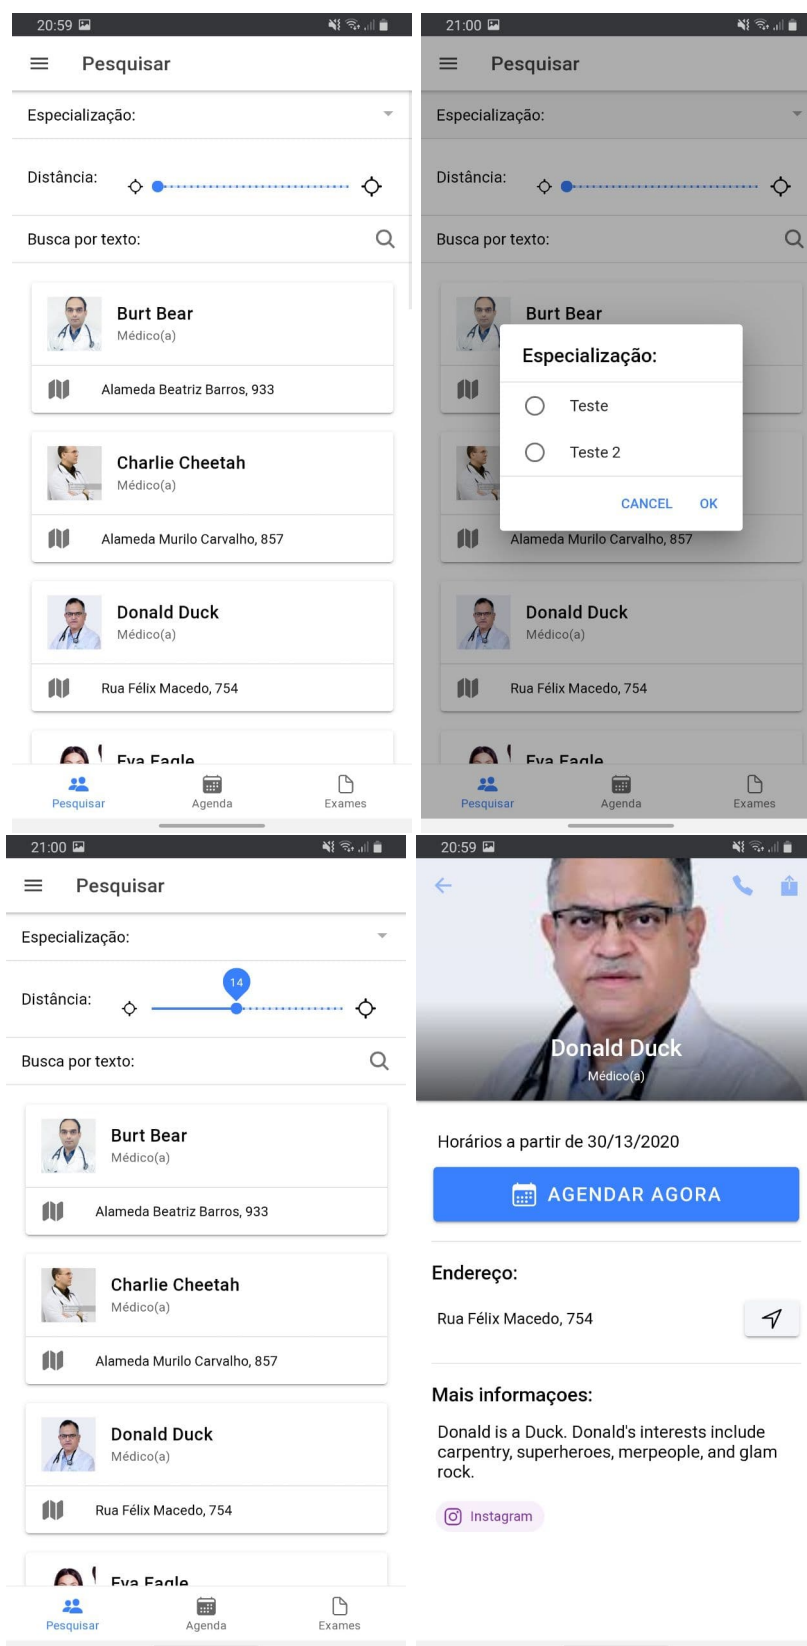 20:59
Pesquisar
Especialização:
Distância:
Busca por texto:
Burt Bear
Médico(a)
Alameda Beatriz Barros, 933
Charlie Cheetah
Médico(a)
Alameda Murilo Carvalho, 857
Donald Duck
Médico(a)
Rua Félix Macedo, 754
Eva Eagle
Pesquisar
Agenda
Exames
21:00
Pesquisar
Especialização:
Distância:
Busca por texto:
Burt Bear
Especialização:
Teste
Teste 2
CANCEL OK
Alameda Murilo Carvalho, 857
Donald Duck
Médico(a)
Rua Félix Macedo, 754
Eva Eagle
Pesquisar
Agenda
Exames
21:00
Pesquisar
Especialização:
14
Distância:
Busca por texto:
Burt Bear
Médico(a)
Alameda Beatriz Barros, 933
Charlie Cheetah
Médico(a)
Alameda Murilo Carvalho, 857
Donald Duck
Médico(a)
Rua Félix Macedo, 754
Eva Eagle
Pesquisar
Agenda
Exames
20:59
Donald Duck
Médico(a)
Horários a partir de 30/13/2020
AGENDAR AGORA
Endereço:
Rua Félix Macedo, 754
Mais informaçoes:
Donald is a Duck. Donald's interests include
carpentry, superheroes, merpeople, and glam
rock.
Instagram